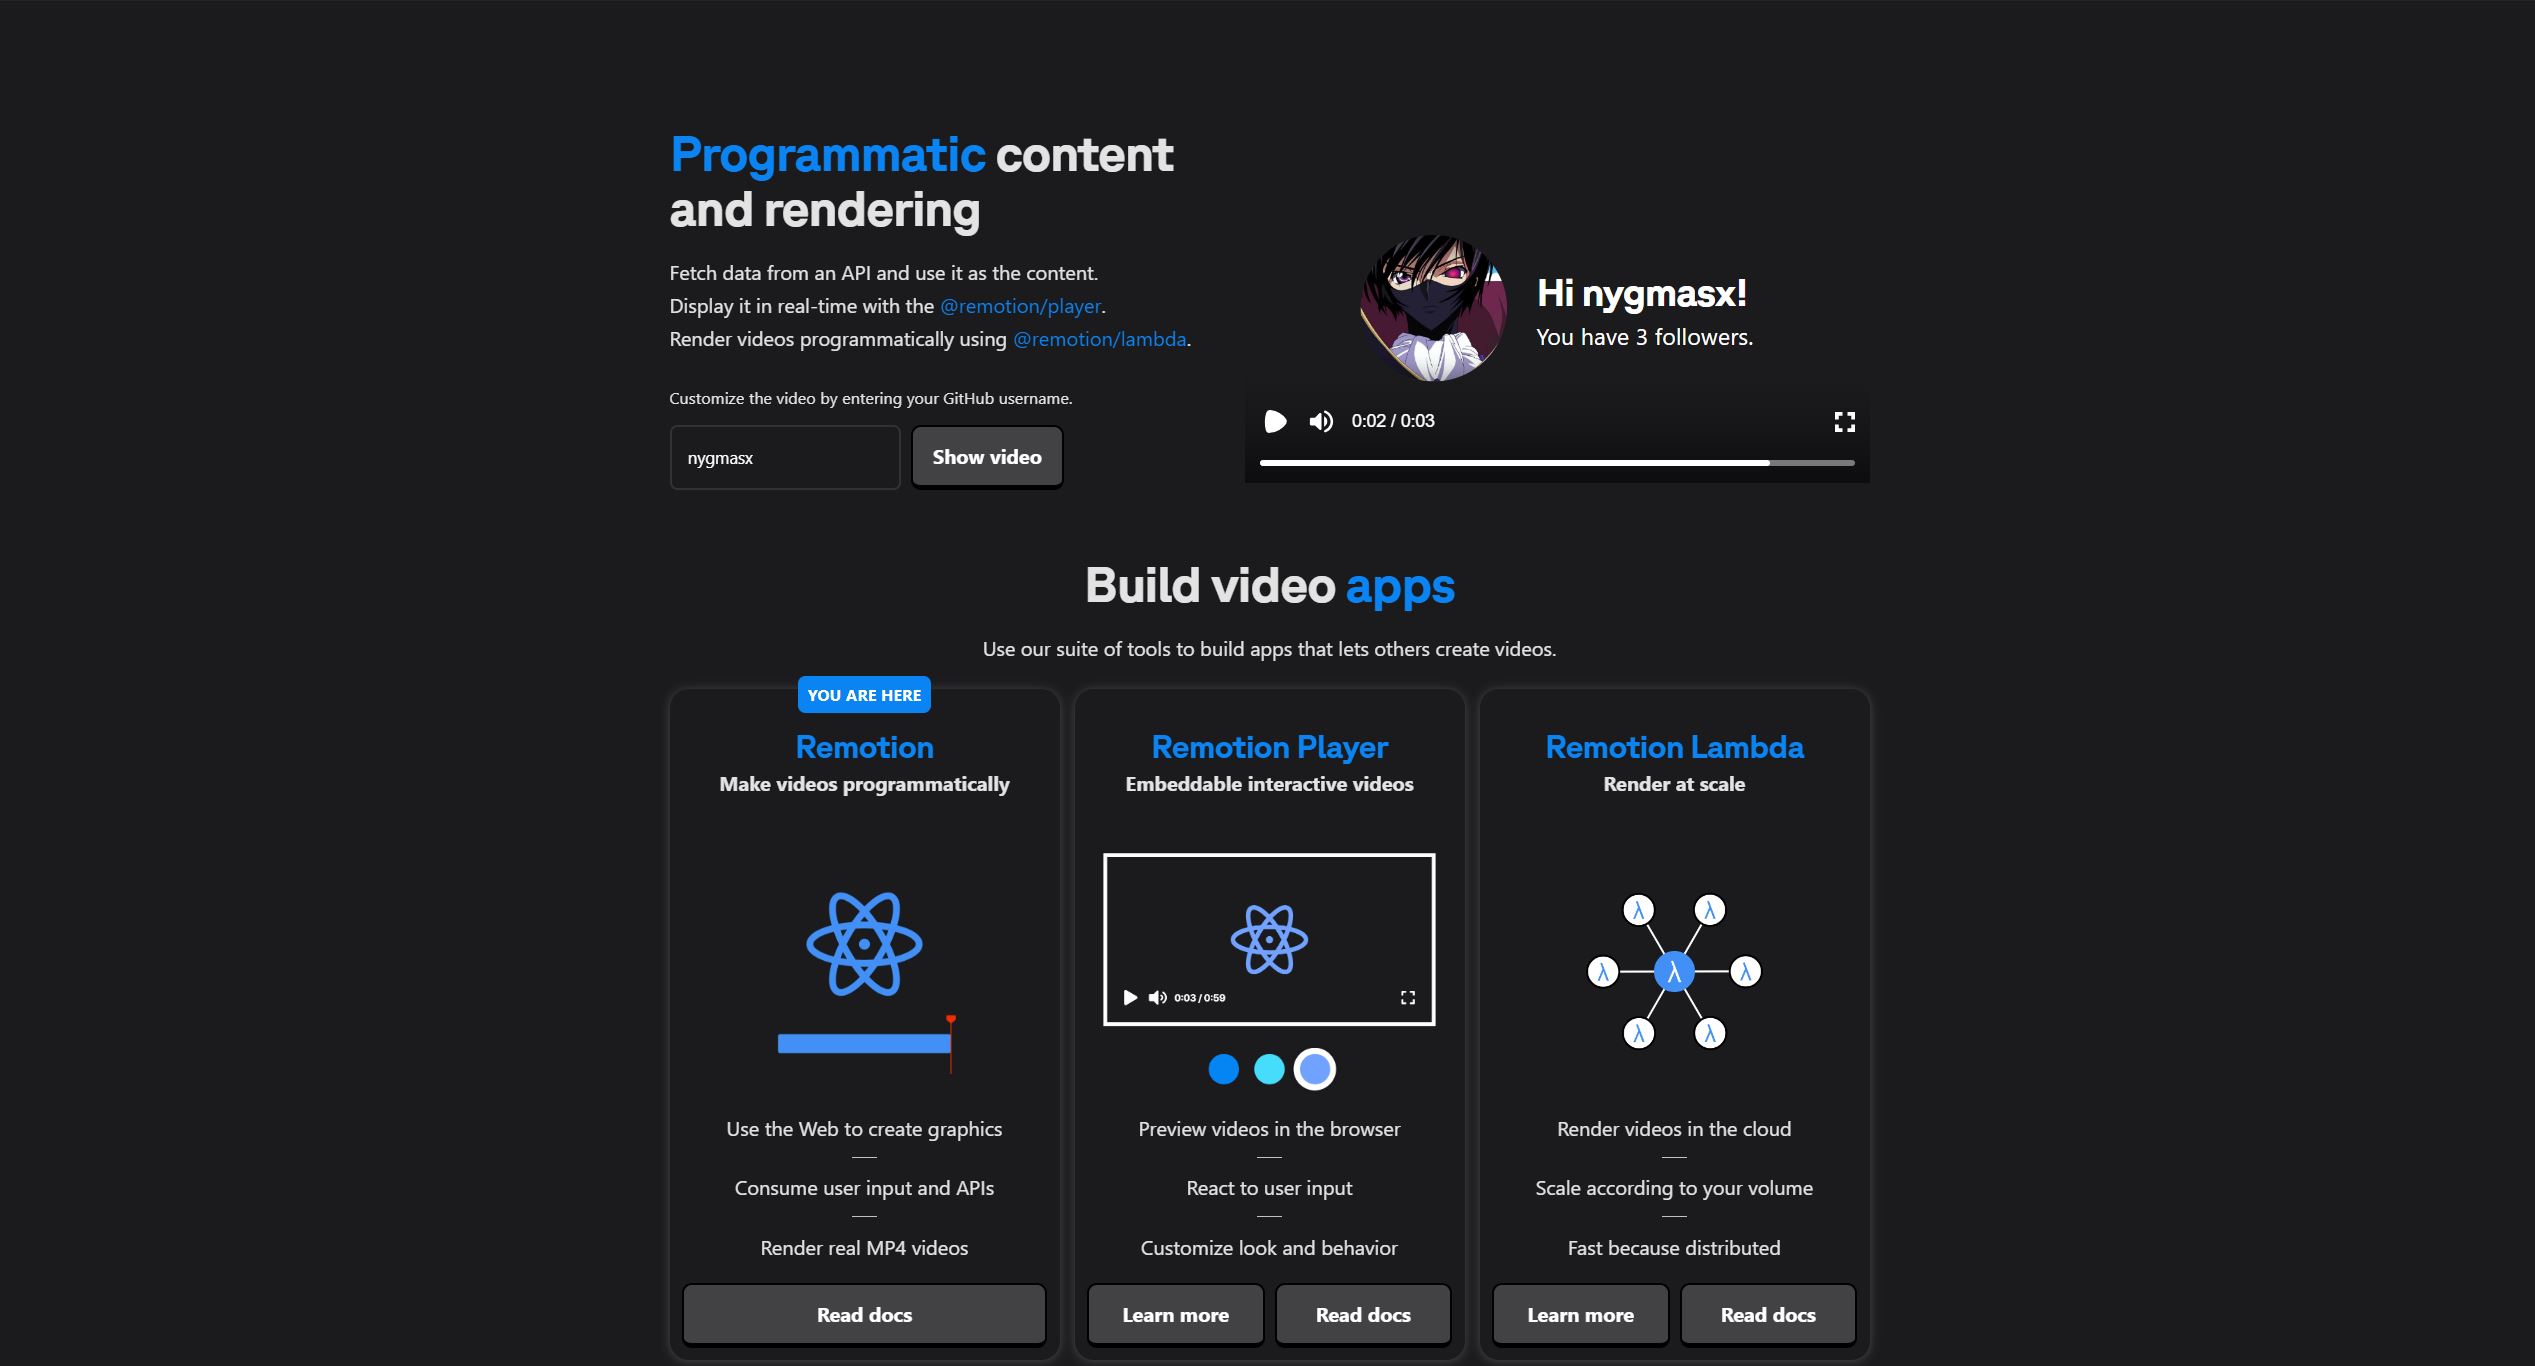 Programmatic content
and rendering
Fetch data from an API and use it as the content.
Display it in real-time with the @remotion/player.
Render videos programmatically using @remotion/lambda.
Customize the video by entering your GitHub username.
nygmasx
Show video
Hi nygmasx!
You have 3 followers.
0:02 / 0:03
Build video apps
Use our suite of tools to build apps that lets others create videos.
YOU ARE HERE
Remotion
Make videos programmatically
Use the Web to create graphics
Consume user input and APIs
Render real MP4 videos
Read docs
Remotion Player
Embeddable interactive videos
0:03 / 0:59
Preview videos in the browser
React to user input
Customize look and behavior
Learn more
Read docs
Remotion Lambda
Render at scale
λ
λ
λ
λ
λ
λ
λ
Render videos in the cloud
Scale according to your volume
Fast because distributed
Learn more
Read docs